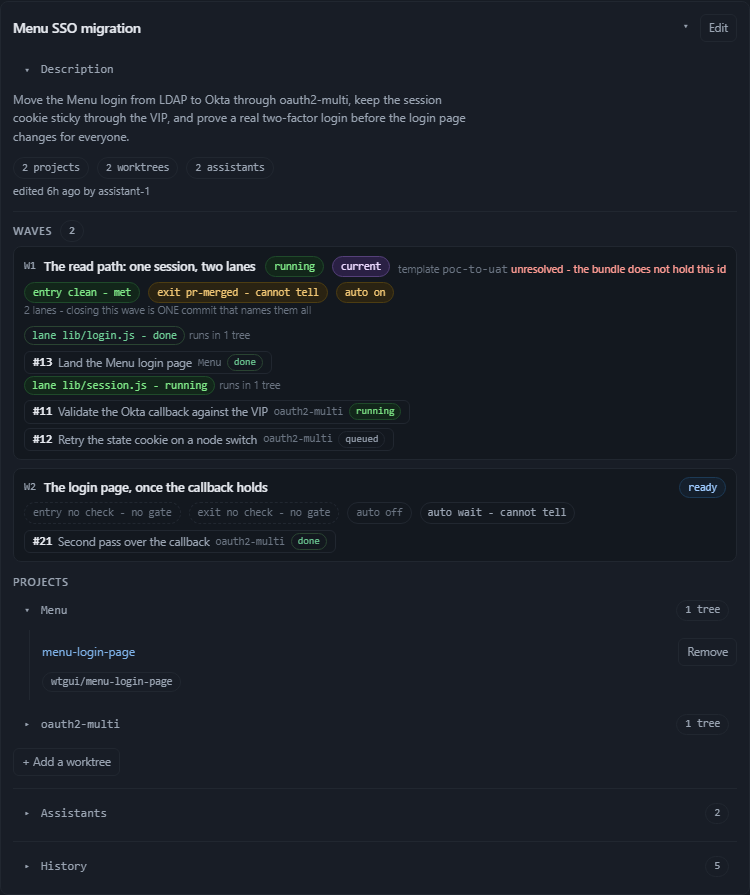 Menu SSO migration
Edit
Description
Move the Menu login from LDAP to Okta through oauth2-multi, keep the session
cookie sticky through the VIP, and prove a real two-factor login before the login page
changes for everyone.
2 projects 2 worktrees 2 assistants
edited 6h ago by assistant-1
WAVES 2
W1 The read path: one session, two lanes running current template poc-to-uat unresolved - the bundle does not hold this id
entry clean - met exit pr-merged - cannot tell auto on
2 lanes - closing this wave is ONE commit that names them all
lane lib/login.js - done runs in 1 tree
#13 Land the Menu login page Menu done
lane lib/session.js - running runs in 1 tree
#11 Validate the Okta callback against the VIP oauth2-multi running
#12 Retry the state cookie on a node switch oauth2-multi queued
W2 The login page, once the callback holds ready
entry no check - no gate exit no check - no gate auto off auto wait - cannot tell
#21 Second pass over the callback oauth2-multi done
PROJECTS
Menu 1 tree
menu-login-page Remove
wtgui/menu-login-page
oauth2-multi 1 tree
+ Add a worktree
Assistants 2
History 5